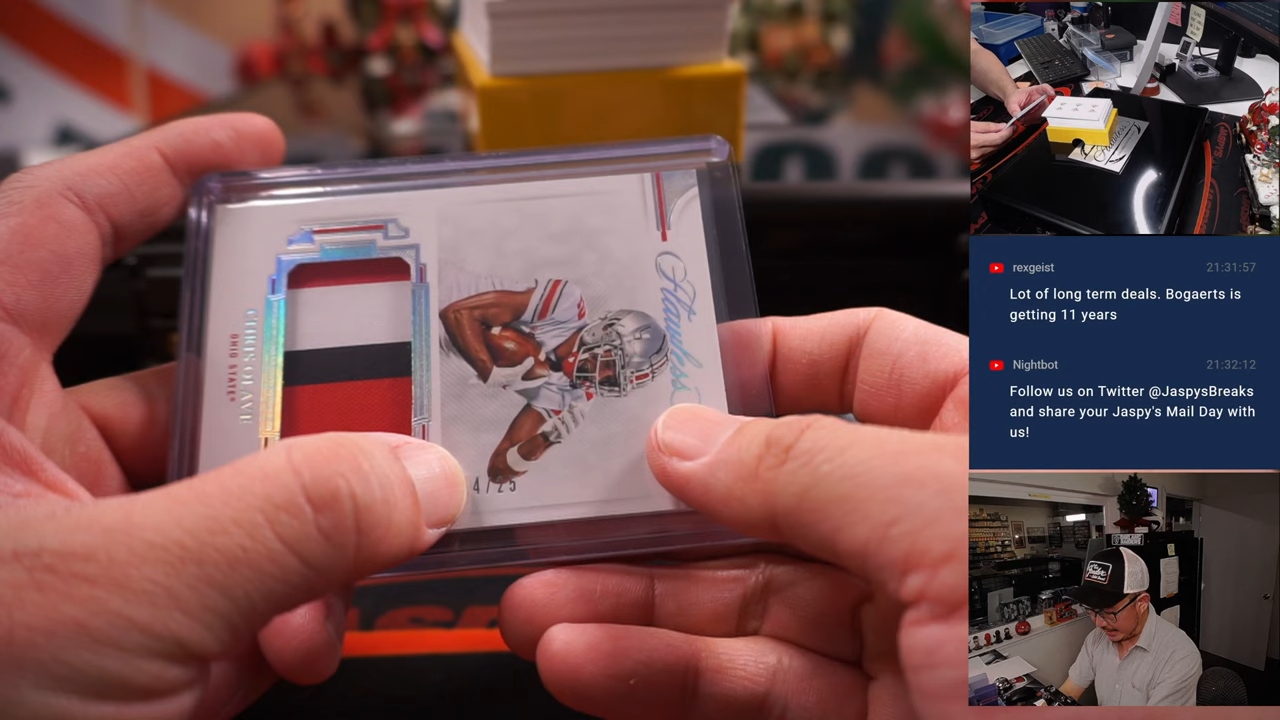 Flawless
CHRIS OLAVE
OHIO STATE
4/25
rexgeist
21:31:57
Lot of long term deals. Bogaerts is
getting 11 years
Nightbot
21:32:12
Follow us on Twitter @JaspysBreaks
and share your Jaspy's Mail Day with
us!